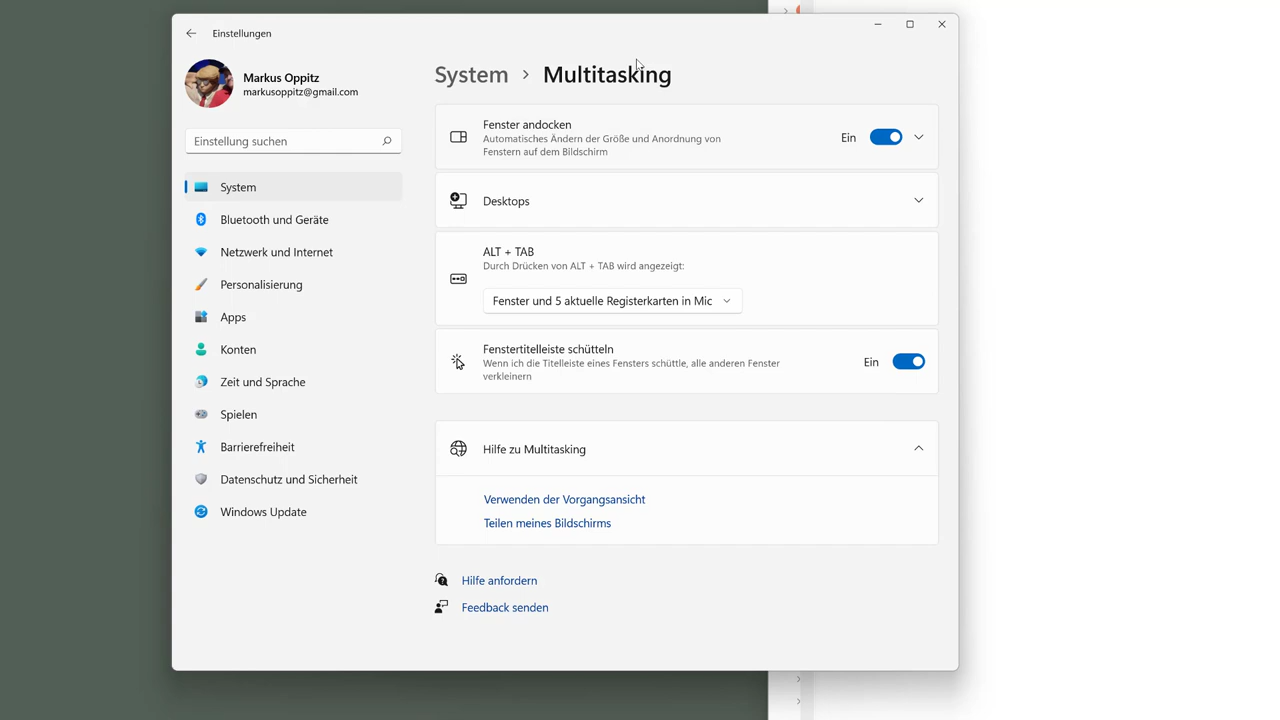 Einstellungen
Markus Oppitz
markusoppitz@gmail.com
Einstellung suchen
System
Bluetooth und Geräte
Netzwerk und Internet
Personalisierung
Apps
Konten
Zeit und Sprache
Spielen
Barrierefreiheit
Datenschutz und Sicherheit
Windows Update
System > Multitasking
Fenster andocken
Automatisches Ändern der Größe und Anordnung von
Fenstern auf dem Bildschirm
Ein
Desktops
ALT + TAB
Durch Drücken von ALT + TAB wird angezeigt:
Fenster und 5 aktuelle Registerkarten in Mic
Fenstertitelleiste schütteln
Wenn ich die Titelleiste eines Fensters schüttle, alle anderen Fenster
verkleinern
Ein
Hilfe zu Multitasking
Verwenden der Vorgangsansicht
Teilen meines Bildschirms
Hilfe anfordern
Feedback senden